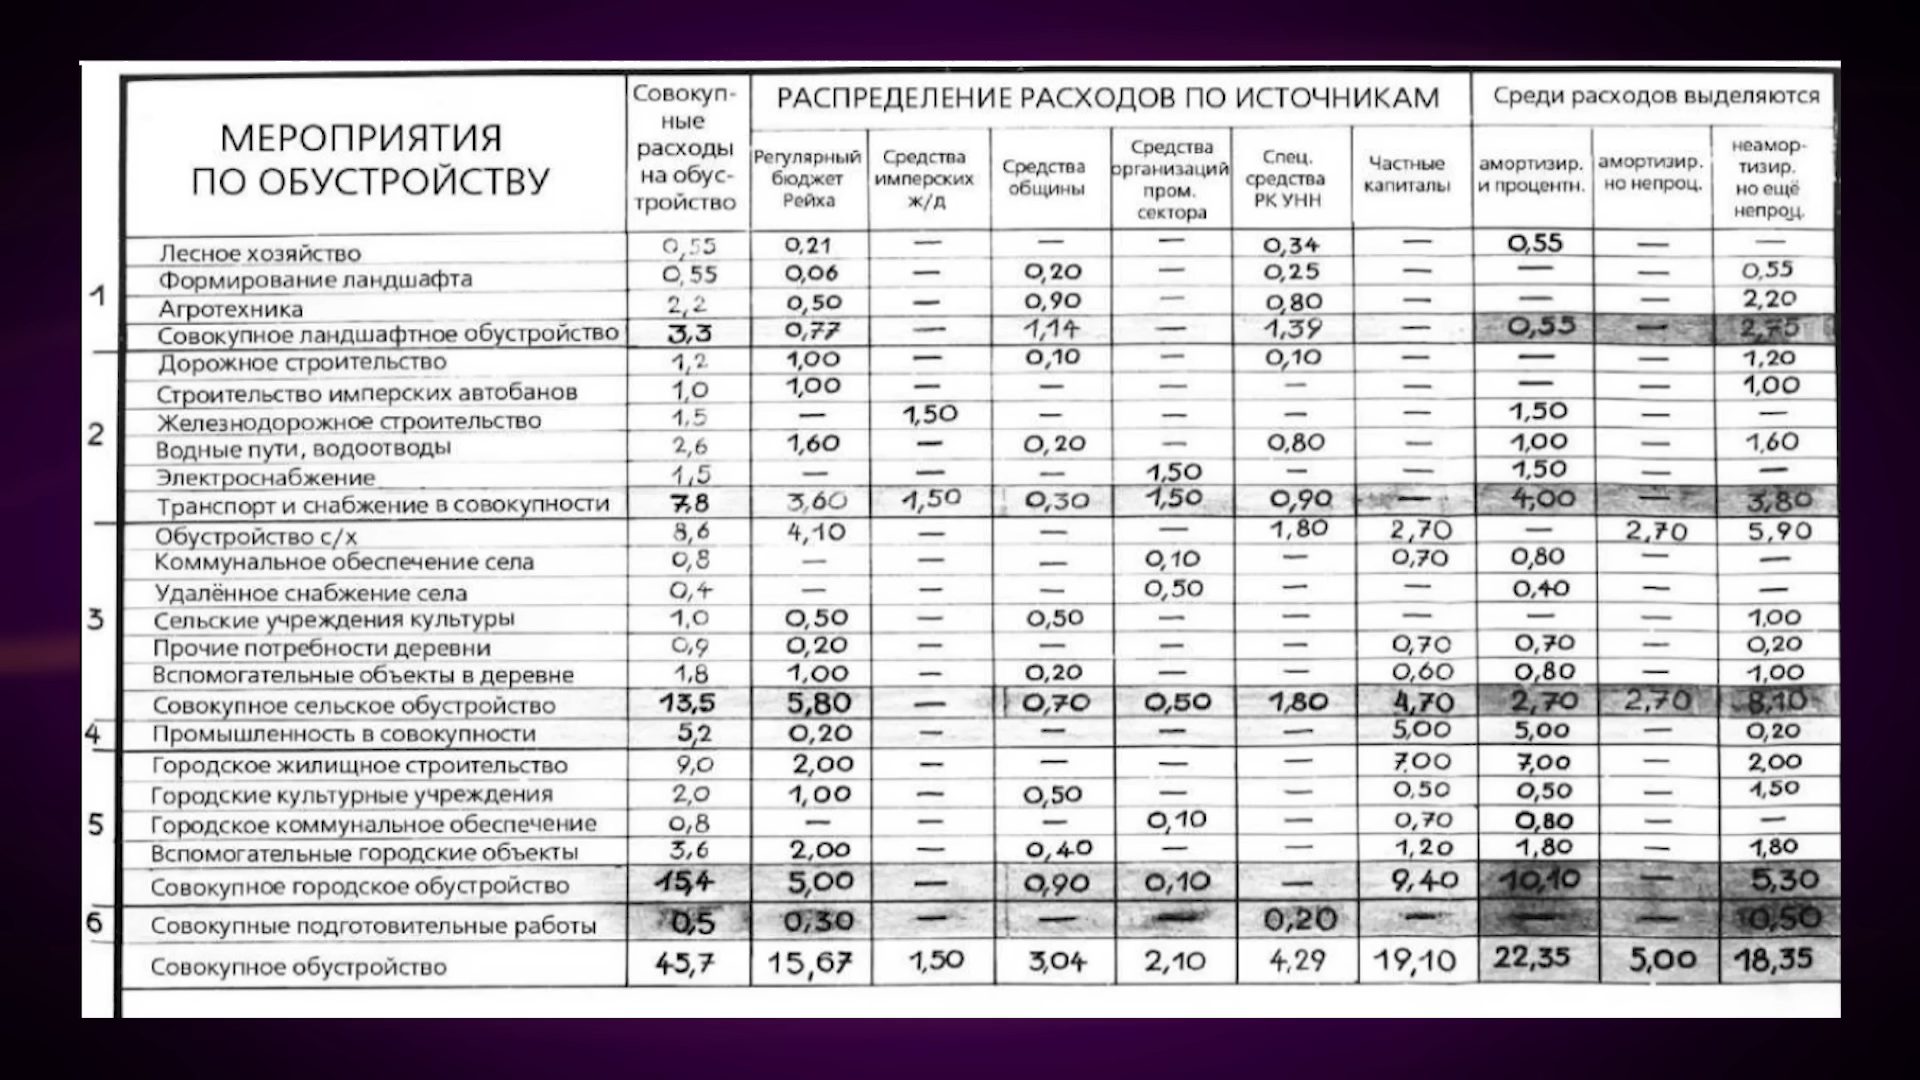 МЕРОПРИЯТИЯ ПО ОБУСТРОЙСТВУ | Совокуп-ные расходы на обус-тройство | РАСПРЕДЕЛЕНИЕ РАСХОДОВ ПО ИСТОЧНИКАМ | Среди расходов выделяются
Регулярный бюджет Рейха | Средства имперских ж/д | Средства общины | Средства организаций пром. сектора | Спец. средства РК УНН | Частные капиталы | амортизир. и процентн. | амортизир. но непроц. | неамор-тизир. но ещё непроц.
Лесное хозяйство 0,55 0,21 — — — 0,34 — 0,55 — —
Формирование ландшафта 0,55 0,06 — 0,20 — 0,25 — — — 0,55
1
Агротехника 2,2 0,50 — 0,90 — 0,80 — — — 2,20
Совокупное ландшафтное обустройство 3,3 0,77 — 1,14 — 1,39 — 0,55 — 2,75
Дорожное строительство 1,2 1,00 — 0,10 — 0,10 — — — 1,20
Строительство имперских автобанов 1,0 1,00 — — — — — — — 1,00
Железнодорожное строительство 1,5 — 1,50 — — — — 1,50 — —
2
Водные пути, водоотводы 2,6 1,60 — 0,20 — 0,80 — 1,00 — 1,60
Электроснабжение 1,5 — — — 1,50 — — 1,50 — —
Транспорт и снабжение в совокупности 7,8 3,60 1,50 0,30 1,50 0,90 — 4,00 — 3,80
Обустройство с/х 8,6 4,10 — — — 1,80 2,70 — 2,70 5,90
Коммунальное обеспечение села 0,8 — — — 0,10 — 0,70 0,80 — —
Удалённое снабжение села 0,4 — — — 0,50 — — 0,40 — —
3
Сельские учреждения культуры 1,0 0,50 — 0,50 — — — — — 1,00
Прочие потребности деревни 0,9 0,20 — — — — 0,70 0,70 — 0,20
Вспомогательные объекты в деревне 1,8 1,00 — 0,20 — — 0,60 0,80 — 1,00
Совокупное сельское обустройство 13,5 5,80 — 0,70 0,50 1,80 4,70 2,70 2,70 8,10
4
Промышленность в совокупности 5,2 0,20 — — — — 5,00 5,00 — 0,20
Городское жилищное строительство 9,0 2,00 — — — — 7,00 7,00 — 2,00
Городские культурные учреждения 2,0 1,00 — 0,50 — — 0,50 0,50 — 1,50
5
Городское коммунальное обеспечение 0,8 — — — 0,10 — 0,70 0,80 — —
Вспомогательные городские объекты 3,6 2,00 — 0,40 — — 1,20 1,80 — 1,80
Совокупное городское обустройство 15,4 5,00 — 0,90 0,10 — 9,40 10,10 — 5,30
6
Совокупные подготовительные работы 0,5 0,30 — — — 0,20 — — — 0,50
Совокупное обустройство 45,7 15,67 1,50 3,04 2,10 4,29 19,10 22,35 5,00 18,35